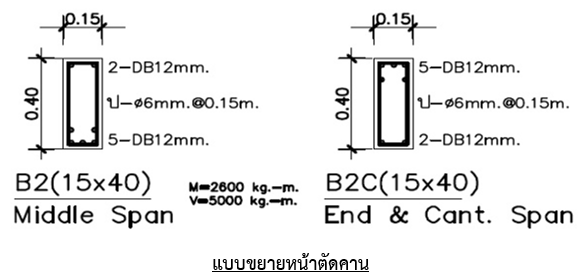 0.15
0.40
2-DB12mm.
ป-ø6mm.@0.15m.
5-DB12mm.
B2(15x40)
Middle Span
M=2600 kg.-m.
V=5000 kg.-m.
0.15
0.40
5-DB12mm.
ป-ø6mm.@0.15m.
2-DB12mm.
B2C(15x40)
End & Cant. Span
แบบขยายหน้าตัดคาน